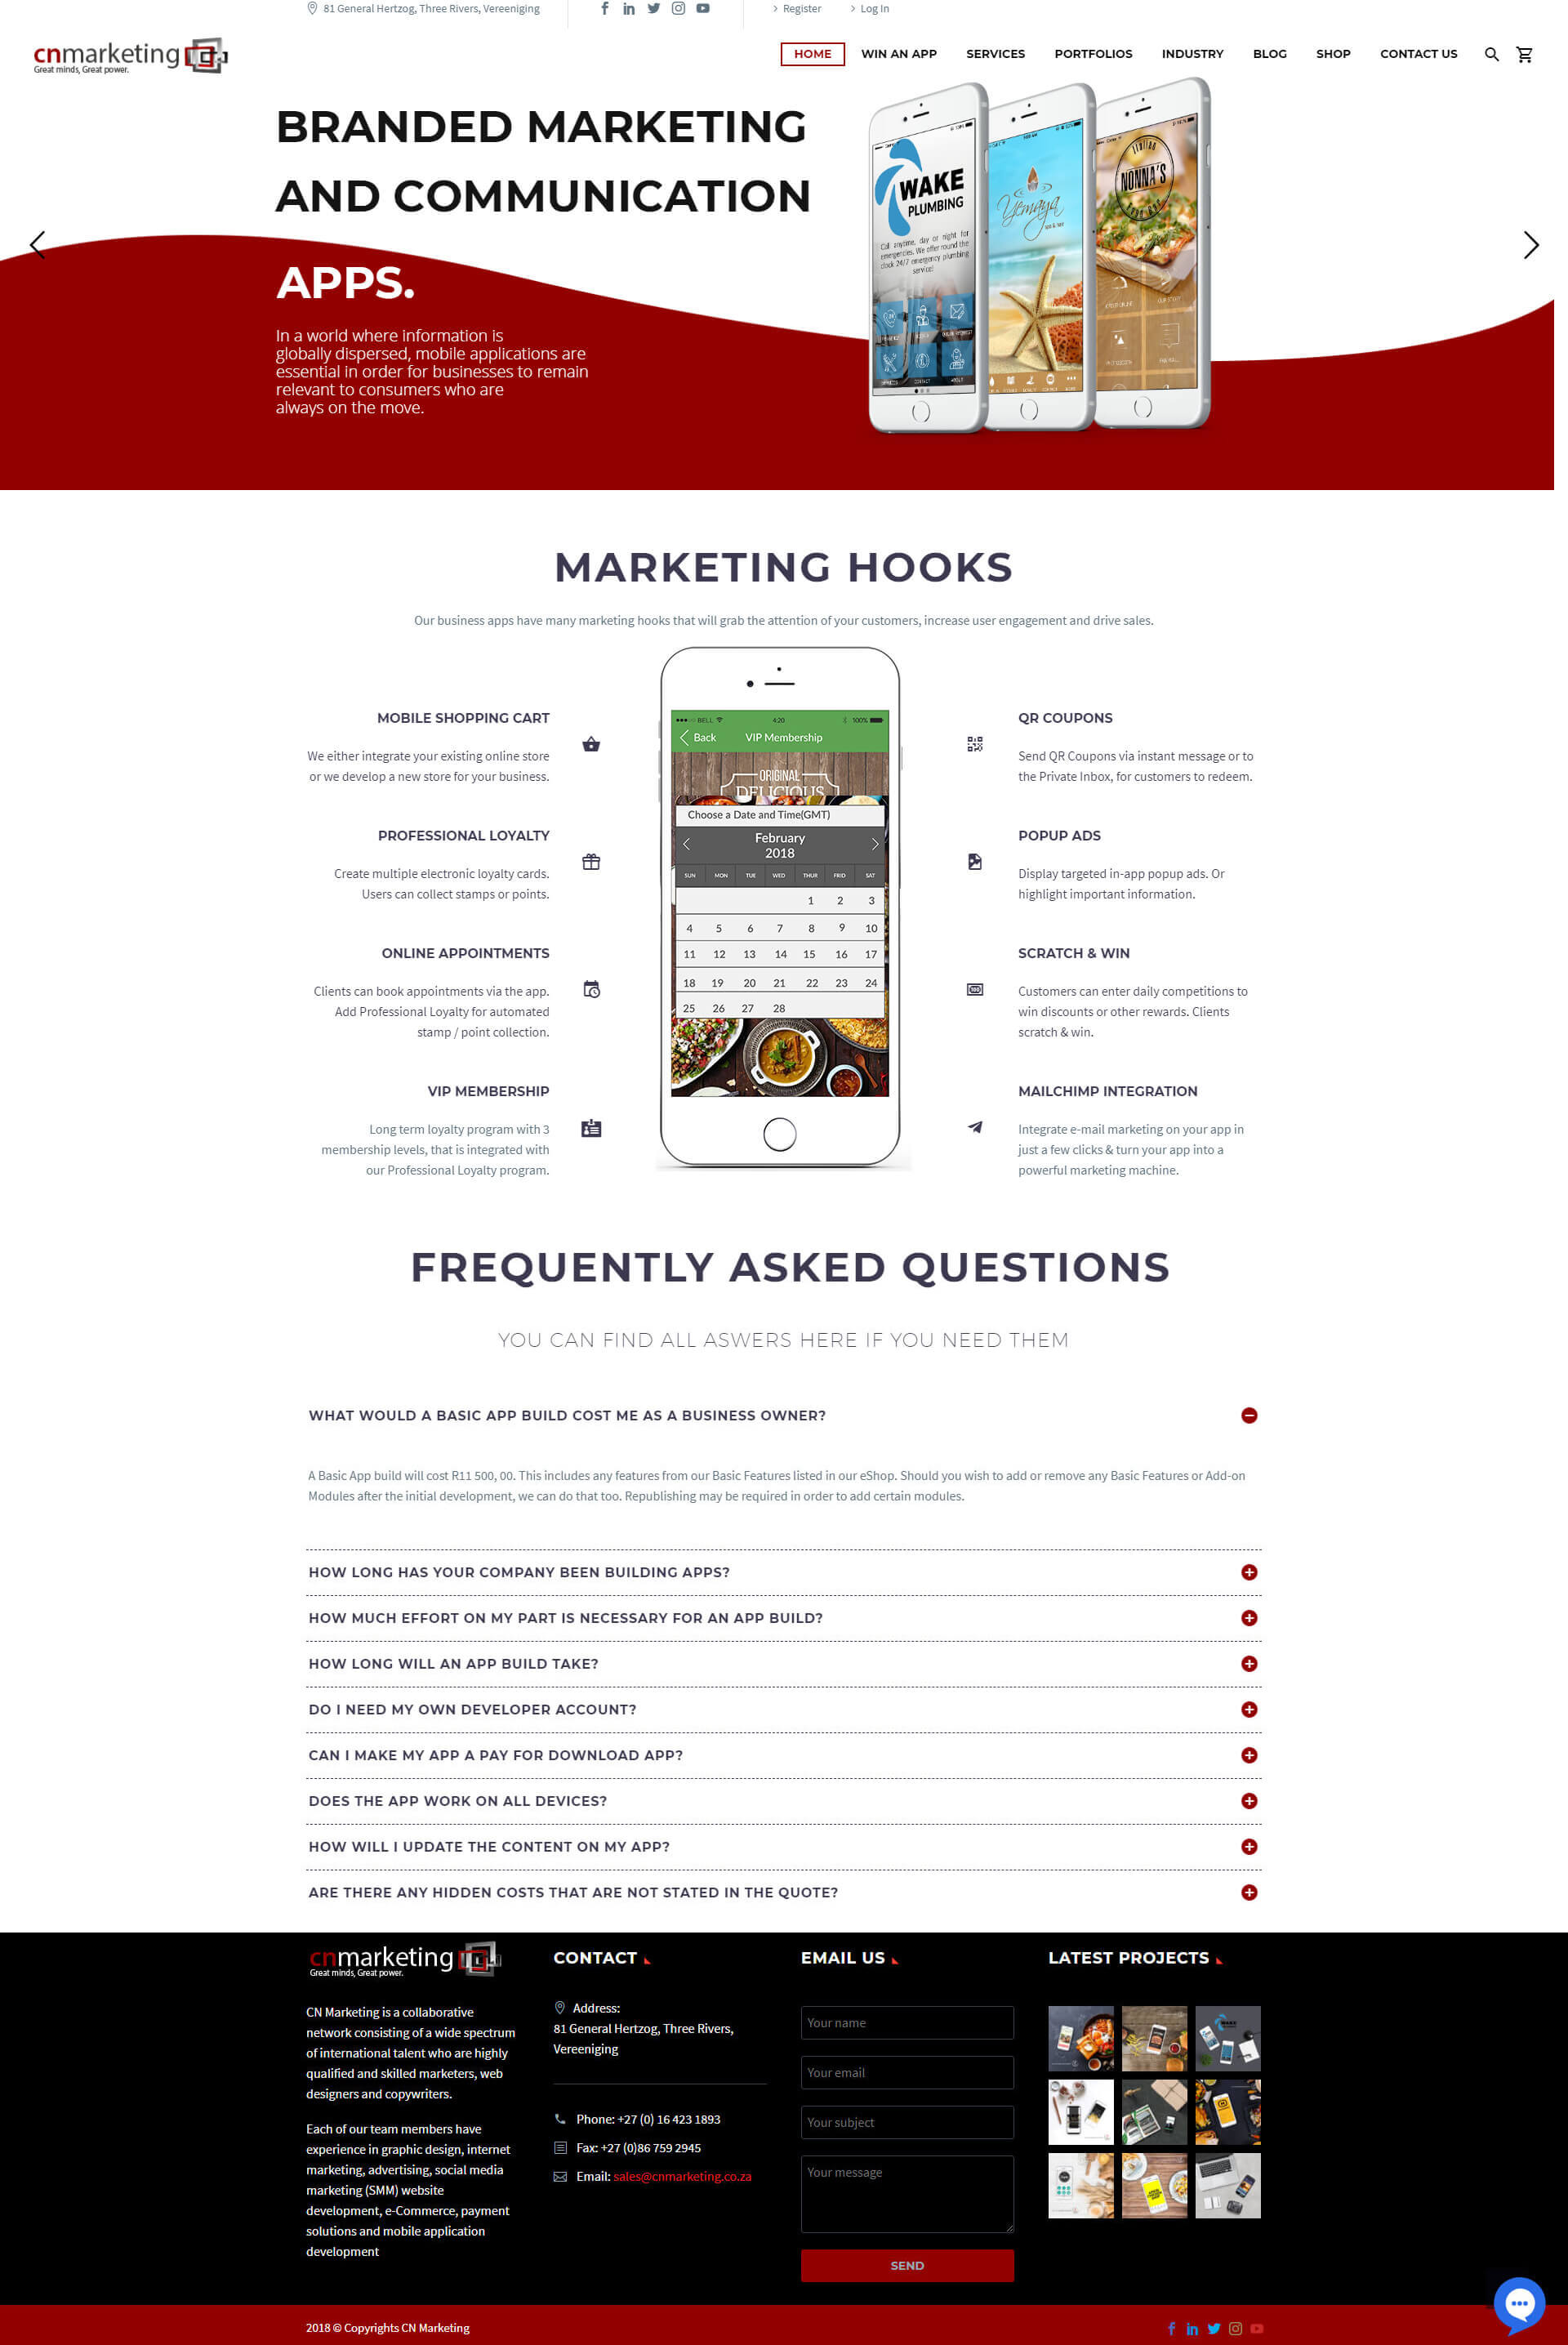 81 General Hertzog, Three Rivers, Vereeniging
Register
Log In
cnmarketing
Great minds, Great power.
HOME
WIN AN APP
SERVICES
PORTFOLIOS
INDUSTRY
BLOG
SHOP
CONTACT US
BRANDED MARKETING
AND COMMUNICATION
APPS.
In a world where information is
globally dispersed, mobile applications are
essential in order for businesses to remain
relevant to consumers who are
always on the move.
WAKE
PLUMBING
Call anytime, day or night for
emergencies. We offer round the
clock 24/7 emergency plumbing
service!
CONTACT
ABOUT
Yemaya
Italian
NONNA'S
MARKETING HOOKS
Our business apps have many marketing hooks that will grab the attention of your customers, increase user engagement and drive sales.
MOBILE SHOPPING CART
We either integrate your existing online store
or we develop a new store for your business.
PROFESSIONAL LOYALTY
Create multiple electronic loyalty cards.
Users can collect stamps or points.
ONLINE APPOINTMENTS
Clients can book appointments via the app.
Add Professional Loyalty for automated
stamp / point collection.
VIP MEMBERSHIP
Long term loyalty program with 3
membership levels, that is integrated with
our Professional Loyalty program.
BELL 4:20 100%
Back VIP Membership
ORIGINAL
DELICIOUS
Choose a Date and Time(GMT)
February
2018
SUN MON TUE WED THUR FRID SAT
1 2 3
4 5 6 7 8 9 10
11 12 13 14 15 16 17
18 19 20 21 22 23 24
25 26 27 28
QR COUPONS
Send QR Coupons via instant message or to
the Private Inbox, for customers to redeem.
POPUP ADS
Display targeted in-app popup ads. Or
highlight important information.
SCRATCH & WIN
Customers can enter daily competitions to
win discounts or other rewards. Clients
scratch & win.
MAILCHIMP INTEGRATION
Integrate e-mail marketing on your app in
just a few clicks & turn your app into a
powerful marketing machine.
FREQUENTLY ASKED QUESTIONS
YOU CAN FIND ALL ASWERS HERE IF YOU NEED THEM
WHAT WOULD A BASIC APP BUILD COST ME AS A BUSINESS OWNER?
A Basic App build will cost R11 500, 00. This includes any features from our Basic Features listed in our eShop. Should you wish to add or remove any Basic Features or Add-on
Modules after the initial development, we can do that too. Republishing may be required in order to add certain modules.
HOW LONG HAS YOUR COMPANY BEEN BUILDING APPS?
HOW MUCH EFFORT ON MY PART IS NECESSARY FOR AN APP BUILD?
HOW LONG WILL AN APP BUILD TAKE?
DO I NEED MY OWN DEVELOPER ACCOUNT?
CAN I MAKE MY APP A PAY FOR DOWNLOAD APP?
DOES THE APP WORK ON ALL DEVICES?
HOW WILL I UPDATE THE CONTENT ON MY APP?
ARE THERE ANY HIDDEN COSTS THAT ARE NOT STATED IN THE QUOTE?
cnmarketing
Great minds, Great power.
CN Marketing is a collaborative
network consisting of a wide spectrum
of international talent who are highly
qualified and skilled marketers, web
designers and copywriters.
Each of our team members have
experience in graphic design, internet
marketing, advertising, social media
marketing (SMM) website
development, e-Commerce, payment
solutions and mobile application
development
CONTACT
Address:
81 General Hertzog, Three Rivers,
Vereeniging
Phone: +27 (0) 16 423 1893
Fax: +27 (0)86 759 2945
Email: sales@cnmarketing.co.za
EMAIL US
Your name
Your email
Your subject
Your message
SEND
LATEST PROJECTS
2018 © Copyrights CN Marketing